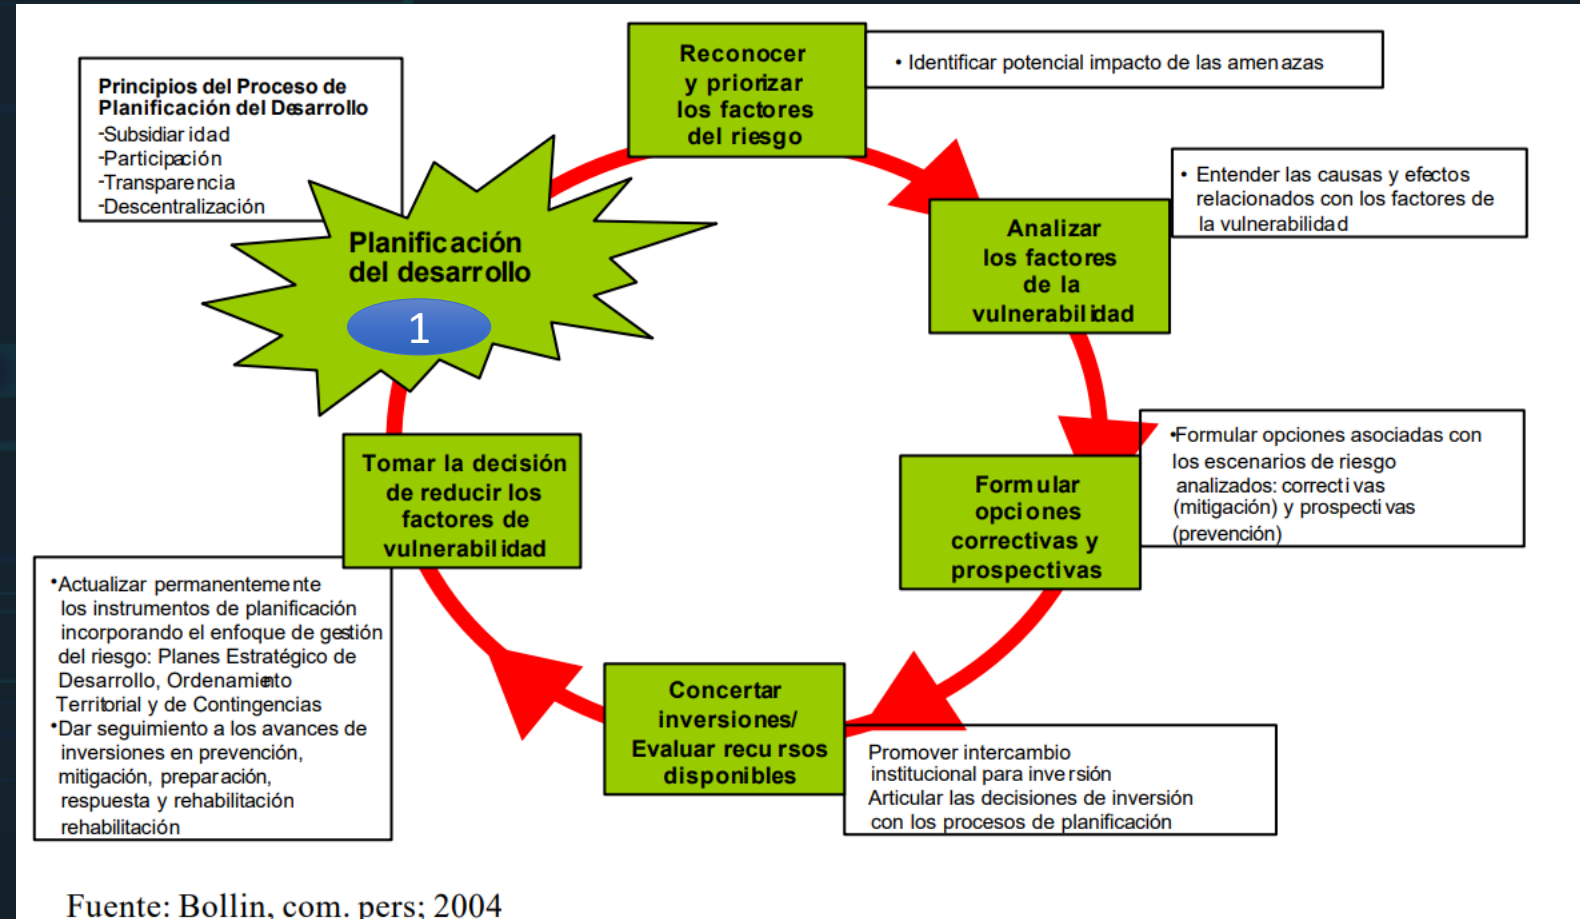 Principios del Proceso de
Planificación del Desarrollo
-Subsidiaridad
-Participación
-Transparencia
-Descentralización
Planificación
del desarrollo
1
Reconocer
y priorizar
los factores
del riesgo
• Identificar potencial impacto de las amenazas
Analizar
los factores
de la
vulnerabilidad
• Entender las causas y efectos
relacionados con los factores de
la vulnerabilidad
Formular
opciones
correctivas y
prospectivas
•Formular opciones asociadas con
los escenarios de riesgo
analizados: correctivas
(mitigación) y prospectivas
(prevención)
Concertar
inversiones/
Evaluar recursos
disponibles
Promover intercambio
institucional para inversión
Articular las decisiones de inversión
con los procesos de planificación
Tomar la decisión
de reducir los
factores de
vulnerabilidad
•Actualizar permanentemente
los instrumentos de planificación
incorporando el enfoque de gestión
del riesgo: Planes Estratégico de
Desarrollo, Ordenamiento
Territorial y de Contingencias
•Dar seguimiento a los avances de
inversiones en prevención,
mitigación, preparación,
respuesta y rehabilitación
rehabilitación
Fuente: Bollin, com. pers; 2004